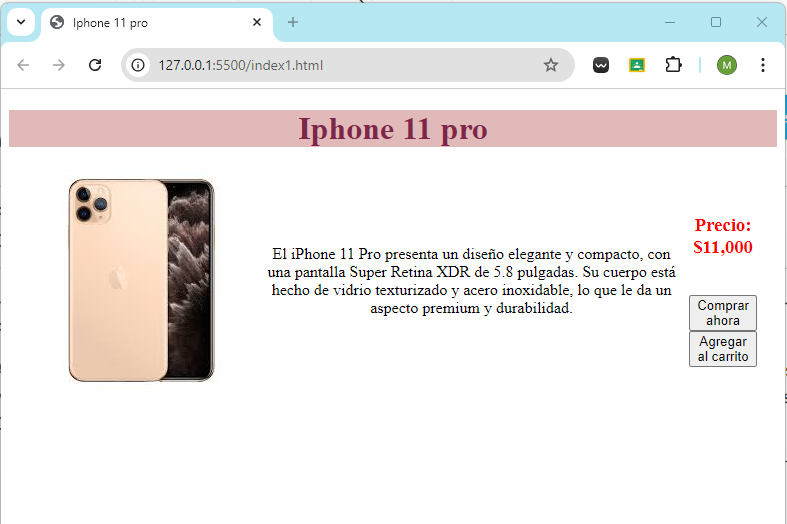 Iphone 11 pro
127.0.0.1:5500/index1.html
M
Iphone 11 pro
El iPhone 11 Pro presenta un diseño elegante y compacto, con
una pantalla Super Retina XDR de 5.8 pulgadas. Su cuerpo está
hecho de vidrio texturizado y acero inoxidable, lo que le da un
aspecto premium y durabilidad.
Precio:
$11,000
Comprar
ahora
Agregar
al carrito